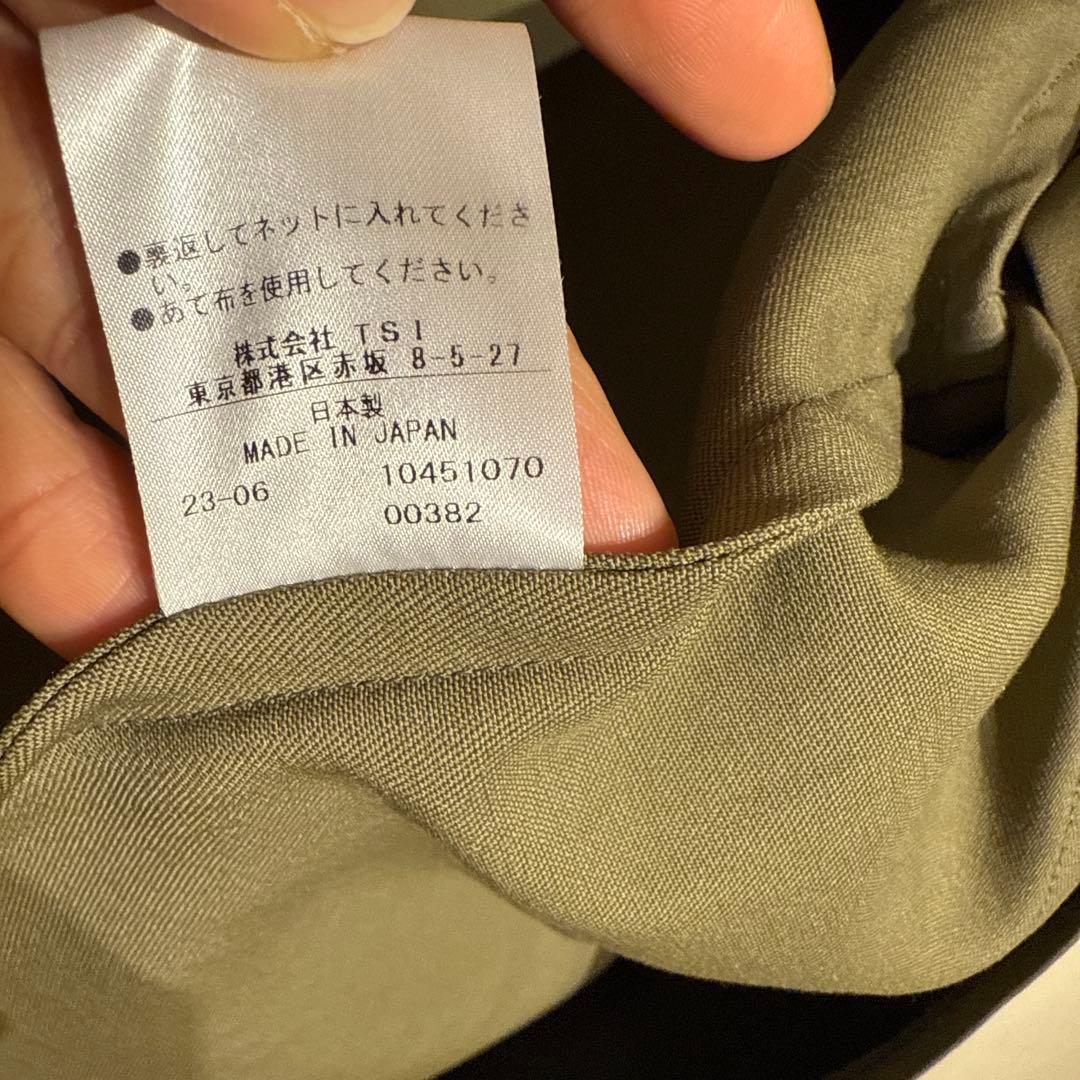 ●裏返してネットに入れてくださ
い。
●あて布を使用してください。
株式会社 TSI
東京都港区赤坂 8-5-27
日本製
MADE IN JAPAN
23-06 10451070
00382